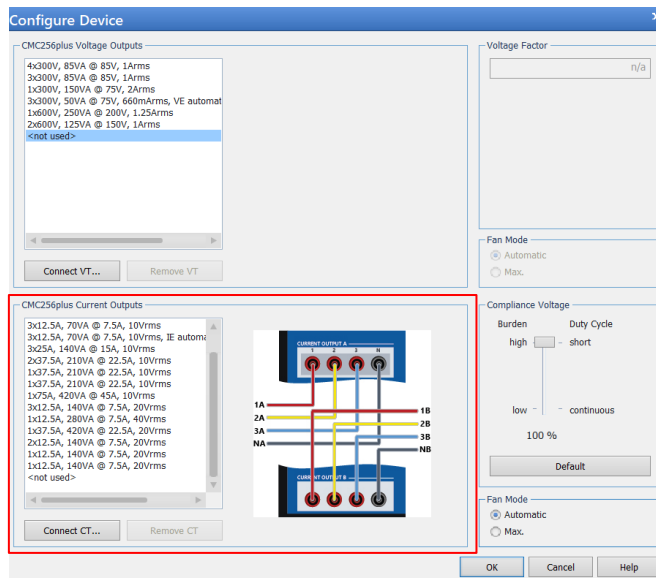 Configure Device
CMC256plus Voltage Outputs
4x300V, 85VA @ 85V, 1Arms
3x300V, 85VA @ 85V, 1Arms
1x300V, 150VA @ 75V, 2Arms
3x300V, 50VA @ 75V, 660mArms, VE automat
1x600V, 250VA @ 200V, 1.25Arms
2x600V, 125VA @ 150V, 1Arms
<not used>
Connect VT...
Remove VT
Voltage Factor
n/a
Fan Mode
Automatic
Max.
CMC256plus Current Outputs
3x12.5A, 70VA @ 7.5A, 10Vrms
3x12.5A, 70VA @ 7.5A, 10Vrms, IE automa
3x25A, 140VA @ 15A, 10Vrms
2x37.5A, 210VA @ 22.5A, 10Vrms
1x37.5A, 210VA @ 22.5A, 10Vrms
1x37.5A, 210VA @ 22.5A, 10Vrms
1x75A, 420VA @ 45A, 10Vrms
3x12.5A, 140VA @ 7.5A, 20Vrms
1x12.5A, 280VA @ 7.5A, 40Vrms
1x37.5A, 420VA @ 22.5A, 20Vrms
2x12.5A, 140VA @ 7.5A, 20Vrms
1x12.5A, 140VA @ 7.5A, 20Vrms
1x12.5A, 140VA @ 7.5A, 20Vrms
<not used>
Connect CT...
Remove CT
CURRENT OUTPUT A
1 2 3 N
1A
2A
3A
NA
1B
2B
3B
NB
CURRENT OUTPUT B
Compliance Voltage
Burden Duty Cycle
high short
low continuous
100 %
Default
Fan Mode
Automatic
Max.
OK Cancel Help